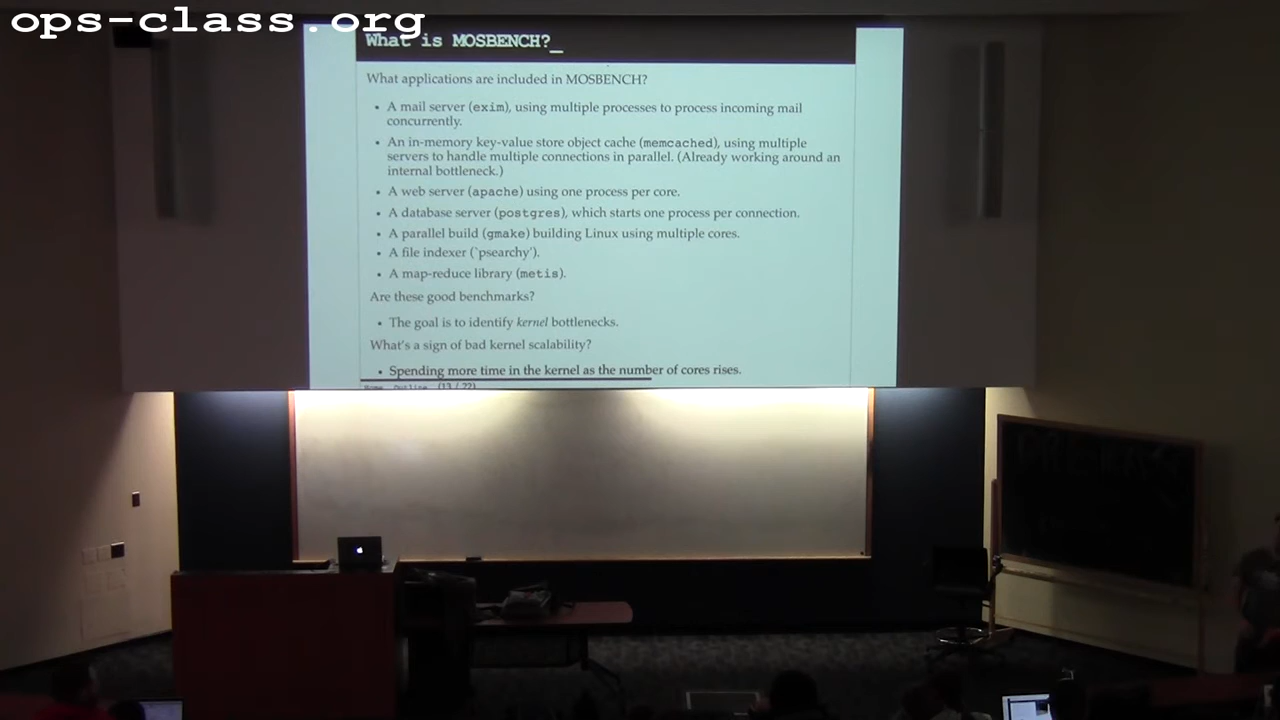 ops-class.org
What is MOSBENCH?_
What applications are included in MOSBENCH?
• A mail server (exim), using multiple processes to process incoming mail
concurrently.
• An in-memory key-value store object cache (memcached), using multiple
servers to handle multiple connections in parallel. (Already working around an
internal bottleneck.)
• A web server (apache) using one process per core.
• A database server (postgres), which starts one process per connection.
• A parallel build (gmake) building Linux using multiple cores.
• A file indexer (`psearchy').
• A map-reduce library (metis).
Are these good benchmarks?
• The goal is to identify kernel bottlenecks.
What's a sign of bad kernel scalability?
• Spending more time in the kernel as the number of cores rises.
Home Outline (13 / 22)